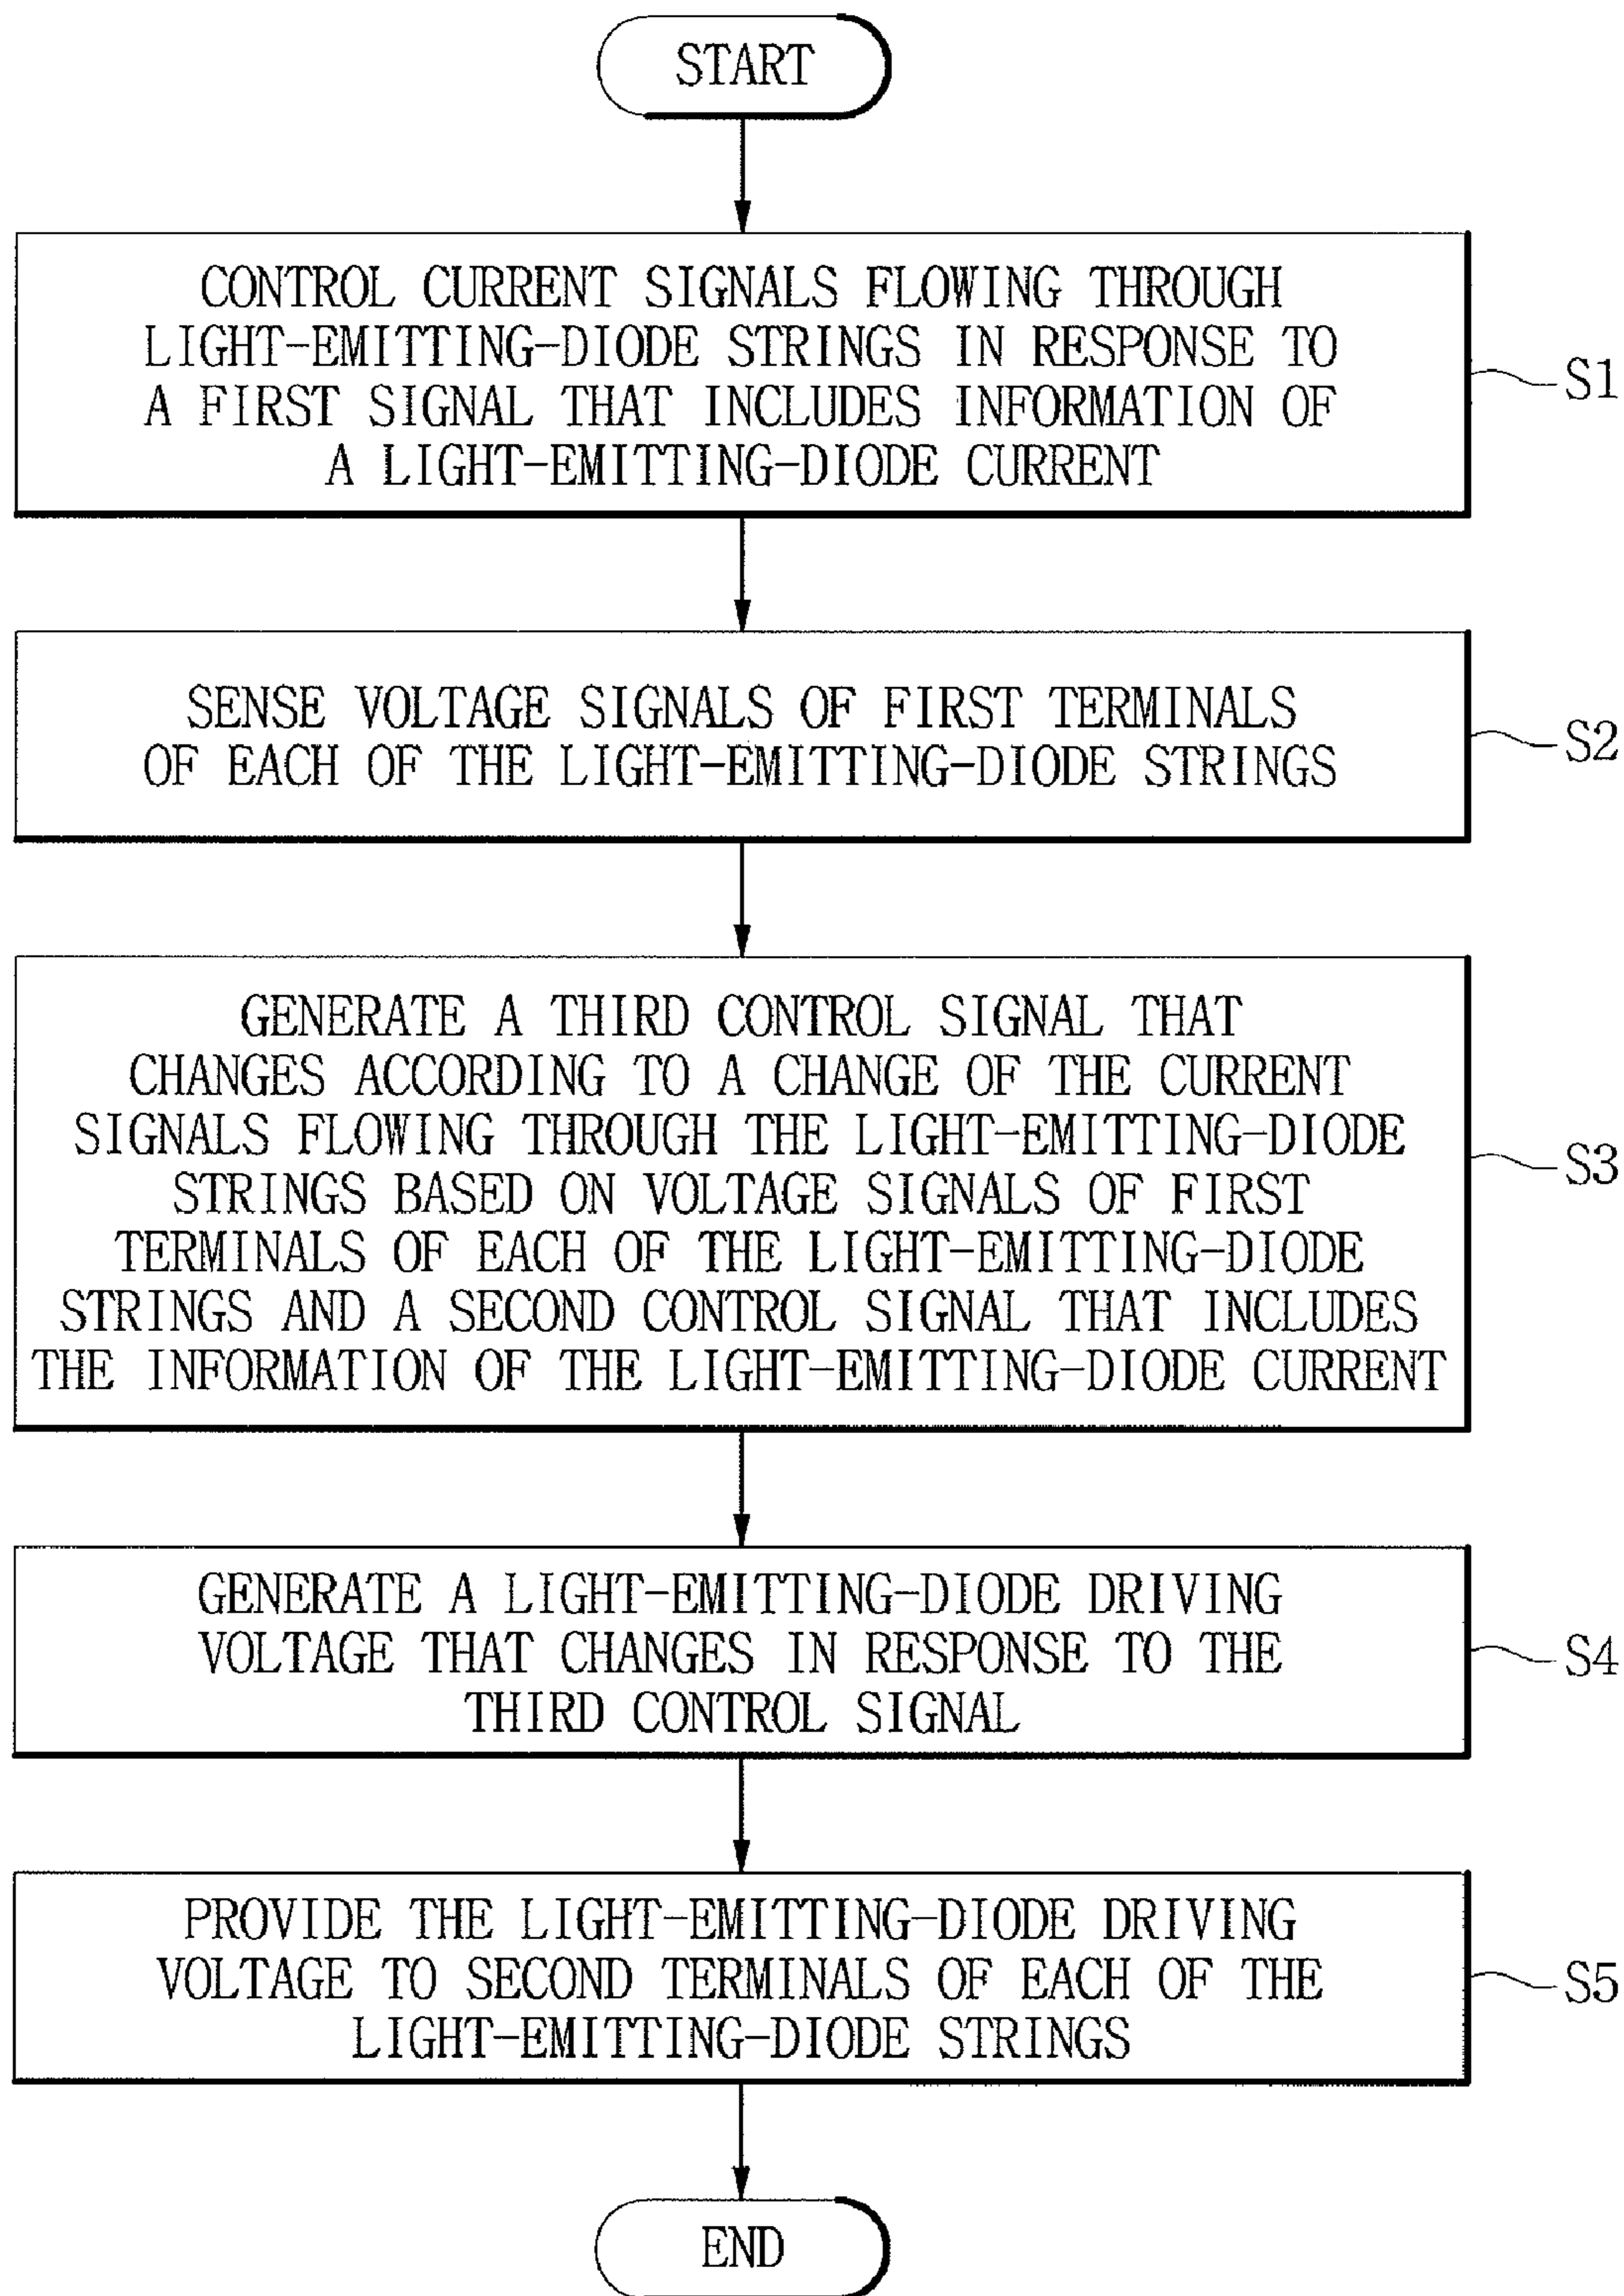 START
CONTROL CURRENT SIGNALS FLOWING THROUGH
LIGHT-EMITTING-DIODE STRINGS IN RESPONSE TO
A FIRST SIGNAL THAT INCLUDES INFORMATION OF
A LIGHT-EMITTING-DIODE CURRENT
S1
SENSE VOLTAGE SIGNALS OF FIRST TERMINALS
OF EACH OF THE LIGHT-EMITTING-DIODE STRINGS
S2
GENERATE A THIRD CONTROL SIGNAL THAT
CHANGES ACCORDING TO A CHANGE OF THE CURRENT
SIGNALS FLOWING THROUGH THE LIGHT-EMITTING-DIODE
STRINGS BASED ON VOLTAGE SIGNALS OF FIRST
TERMINALS OF EACH OF THE LIGHT-EMITTING-DIODE
STRINGS AND A SECOND CONTROL SIGNAL THAT INCLUDES
THE INFORMATION OF THE LIGHT-EMITTING-DIODE CURRENT
S3
GENERATE A LIGHT-EMITTING-DIODE DRIVING
VOLTAGE THAT CHANGES IN RESPONSE TO THE
THIRD CONTROL SIGNAL
S4
PROVIDE THE LIGHT-EMITTING-DIODE DRIVING
VOLTAGE TO SECOND TERMINALS OF EACH OF THE
LIGHT-EMITTING-DIODE STRINGS
S5
END